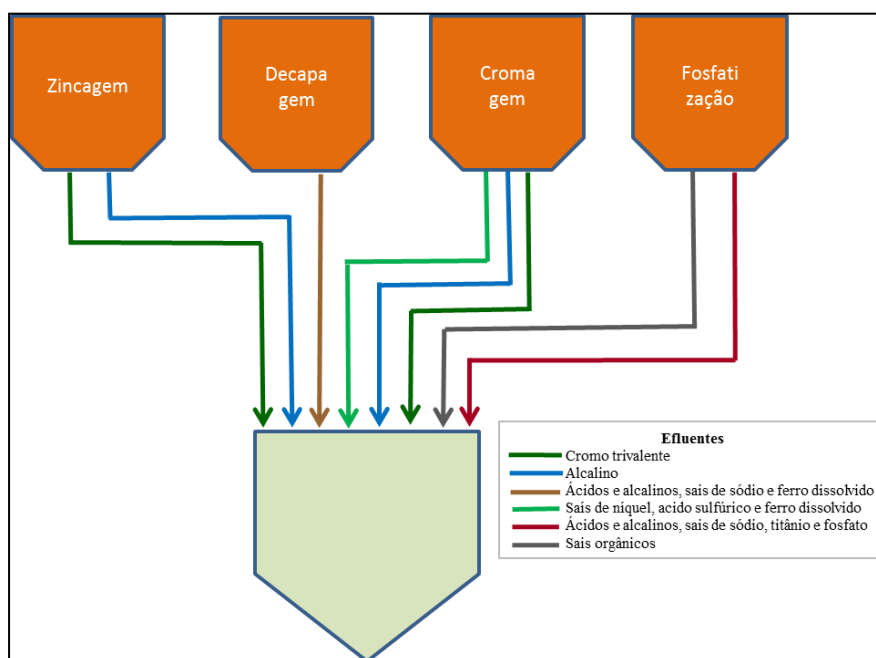 Zincagem
Decapa
gem
Croma
gem
Fosfati
zação
Efluentes
Cromo trivalente
Alcalino
Ácidos e alcalinos, sais de sódio e ferro dissolvido
Saís de níquel, acido sulfúrico e ferro dissolvido
Ácidos e alcalinos, sais de sódio, titânio e fosfato
Sais orgânicos